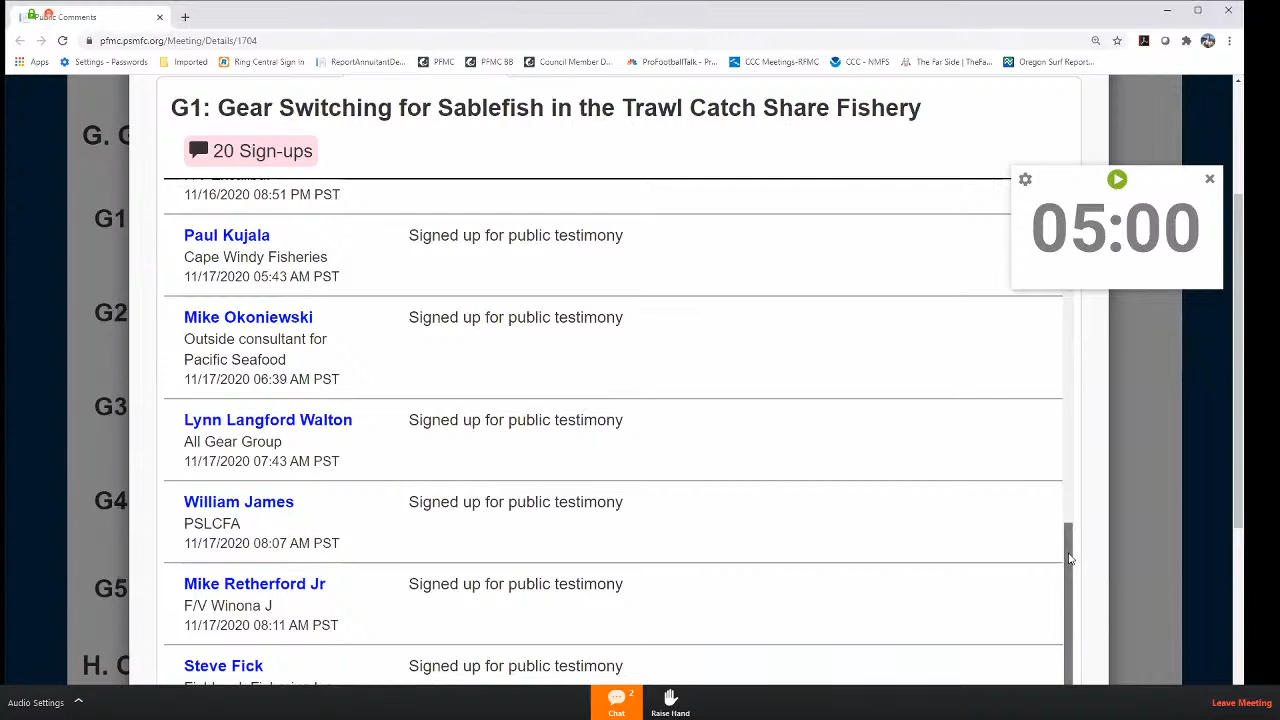 Public Comments
pfmc.psmfc.org/Meeting/Details/1704
Apps Settings - Passwords Imported Ring Central Sign in ReportAnnuitantDe... PFMC PFMC BB Council Member D... ProFootballTalk - Pr... CCC-Meetings-RFMC CCC - NMFS The Far Side | TheFa... Oregon Surf Report...
G1: Gear Switching for Sablefish in the Trawl Catch Share Fishery
20 Sign-ups
11/16/2020 08:51 PM PST
05:00
Paul Kujala Signed up for public testimony
Cape Windy Fisheries
11/17/2020 05:43 AM PST
Mike Okoniewski Signed up for public testimony
Outside consultant for
Pacific Seafood
11/17/2020 06:39 AM PST
Lynn Langford Walton Signed up for public testimony
All Gear Group
11/17/2020 07:43 AM PST
William James Signed up for public testimony
PSLCFA
11/17/2020 08:07 AM PST
Mike Retherford Jr Signed up for public testimony
F/V Winona J
11/17/2020 08:11 AM PST
Steve Fick Signed up for public testimony
G. G
G1
G2
G3
G4
G5
H. C
Audio Settings
Chat 2
Raise Hand
Leave Meeting